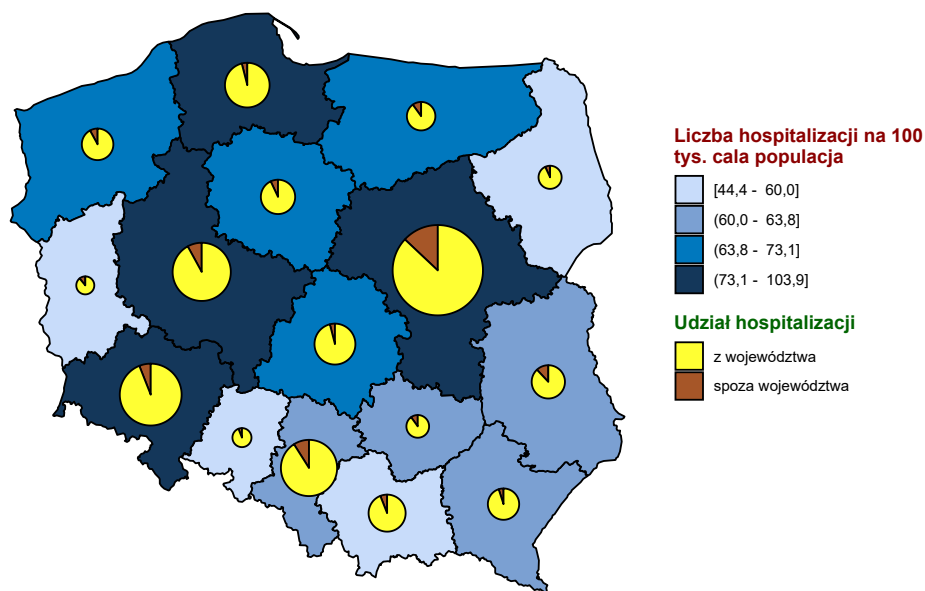 Liczba hospitalizacji na 100
tys. cala populacja
[44,4 - 60,0]
(60,0 - 63,8]
(63,8 - 73,1]
(73,1 - 103,9]
Udział hospitalizacji
z województwa
spoza województwa